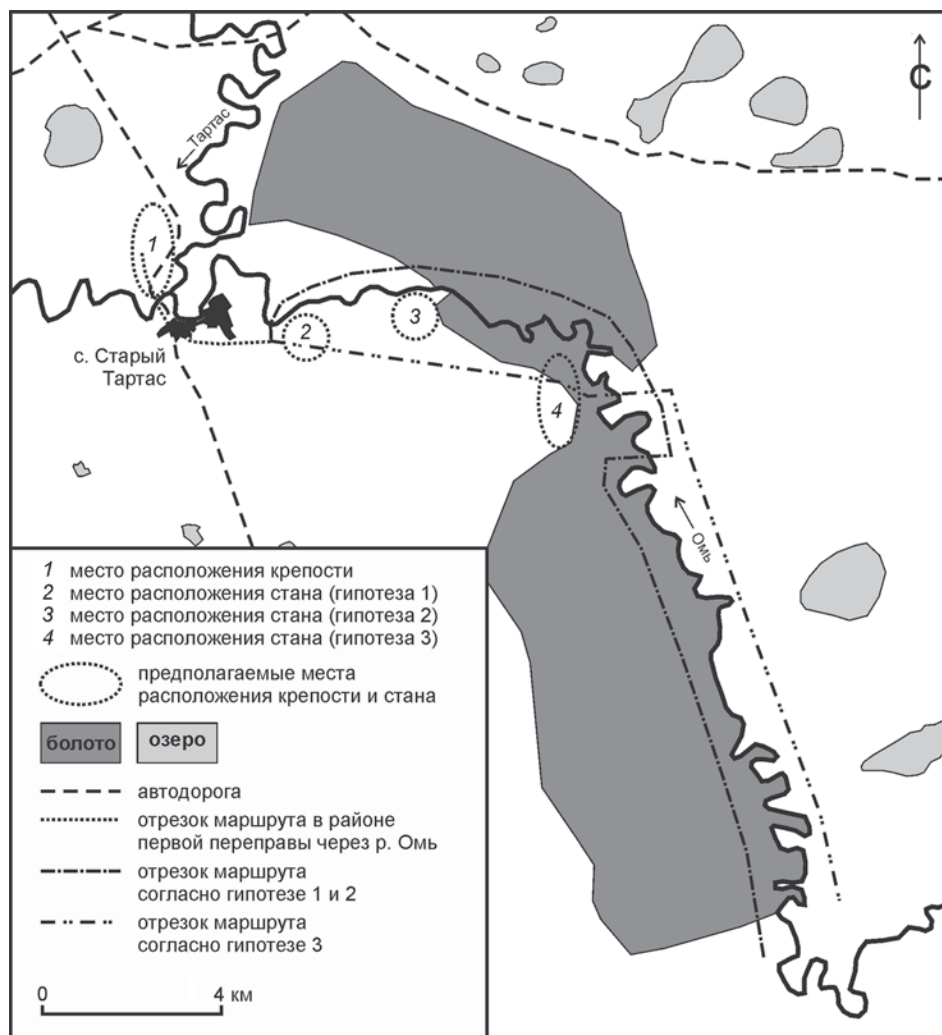 С
Тартас
1
2
3
4
с. Старый
Тартас
Омь
1 место расположения крепости
2 место расположения стана (гипотеза 1)
3 место расположения стана (гипотеза 2)
4 место расположения стана (гипотеза 3)
предполагаемые места
расположения крепости и стана
болото озеро
автодорога
отрезок маршрута в районе
первой переправы через р. Омь
отрезок маршрута
согласно гипотезе 1 и 2
отрезок маршрута
согласно гипотезе 3
0 4 км